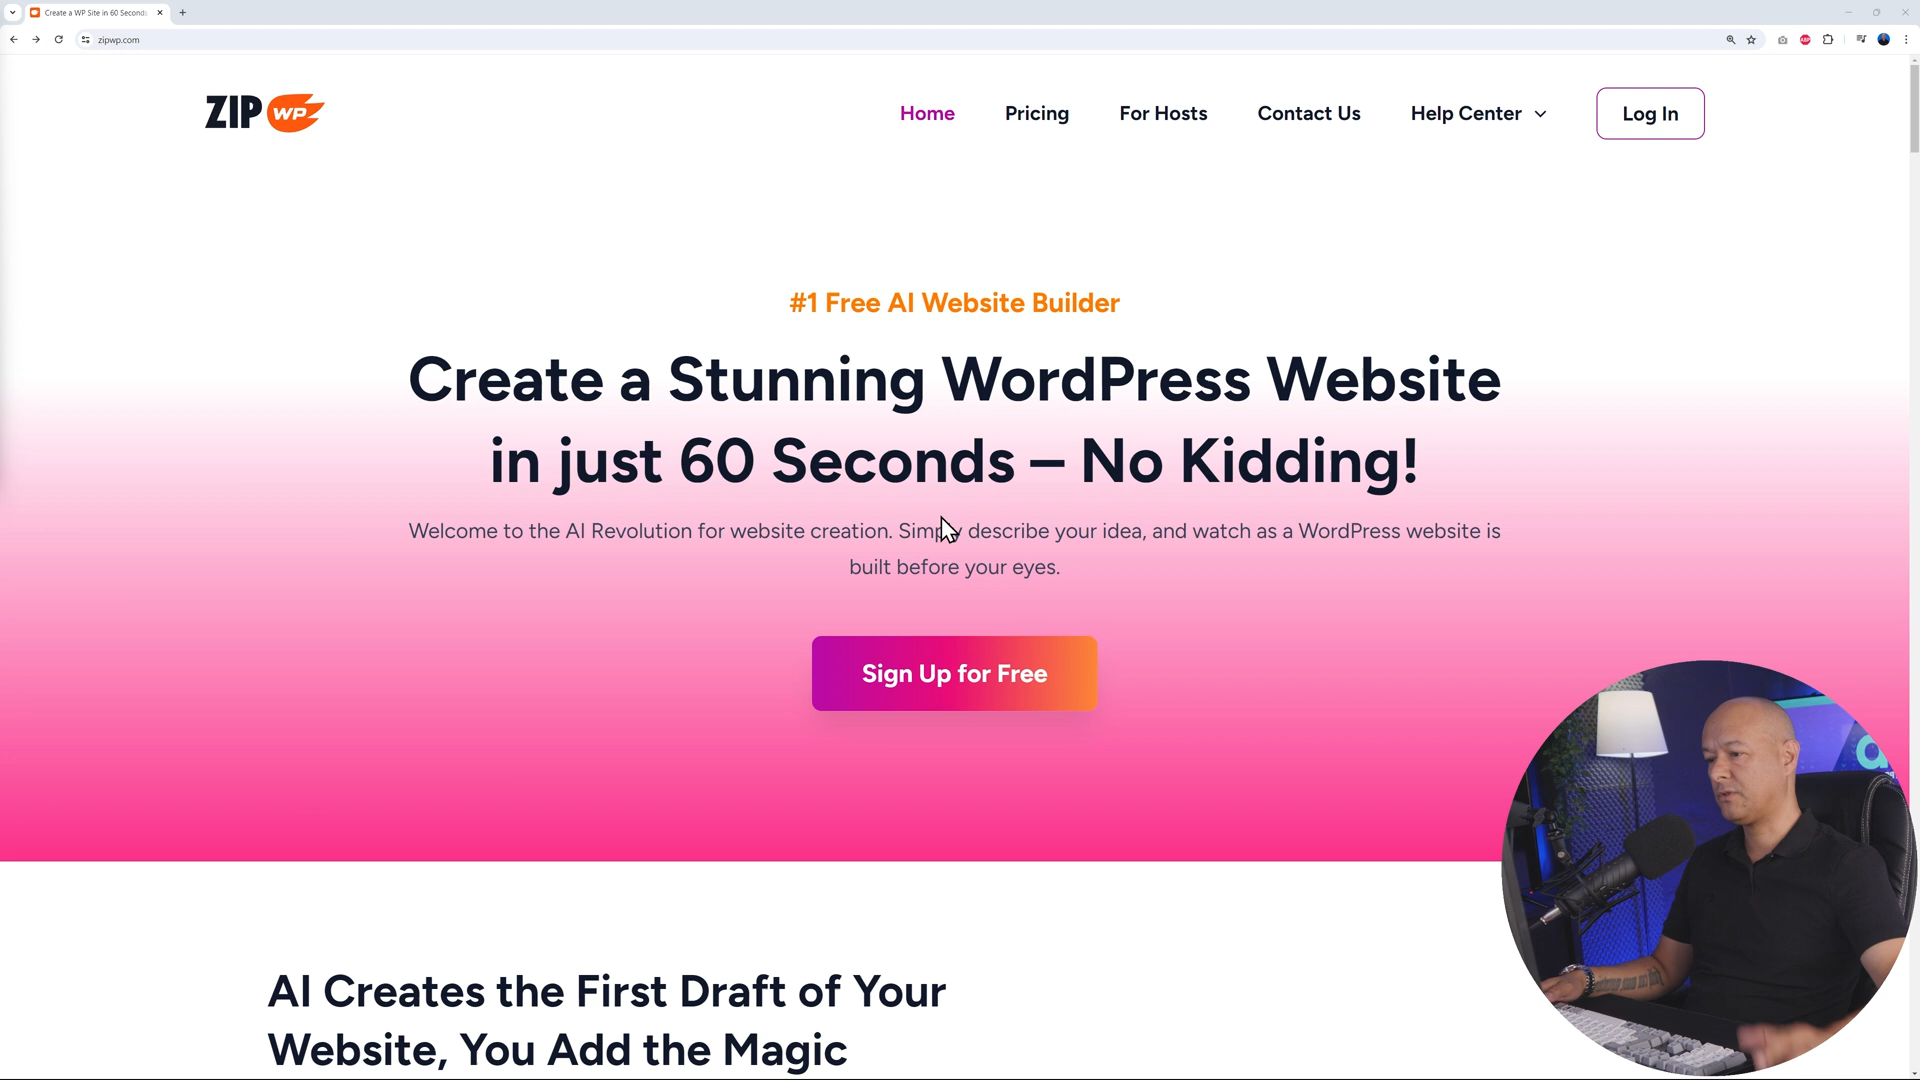 Create a WP Site in 60 Seconds
zipwp.com
ABP
ZIP WP
Home
Pricing
For Hosts
Contact Us
Help Center
Log In
#1 Free AI Website Builder
Create a Stunning WordPress Website
in just 60 Seconds – No Kidding!
Welcome to the AI Revolution for website creation. Simply describe your idea, and watch as a WordPress website is
built before your eyes.
Sign Up for Free
AI Creates the First Draft of Your
Website, You Add the Magic